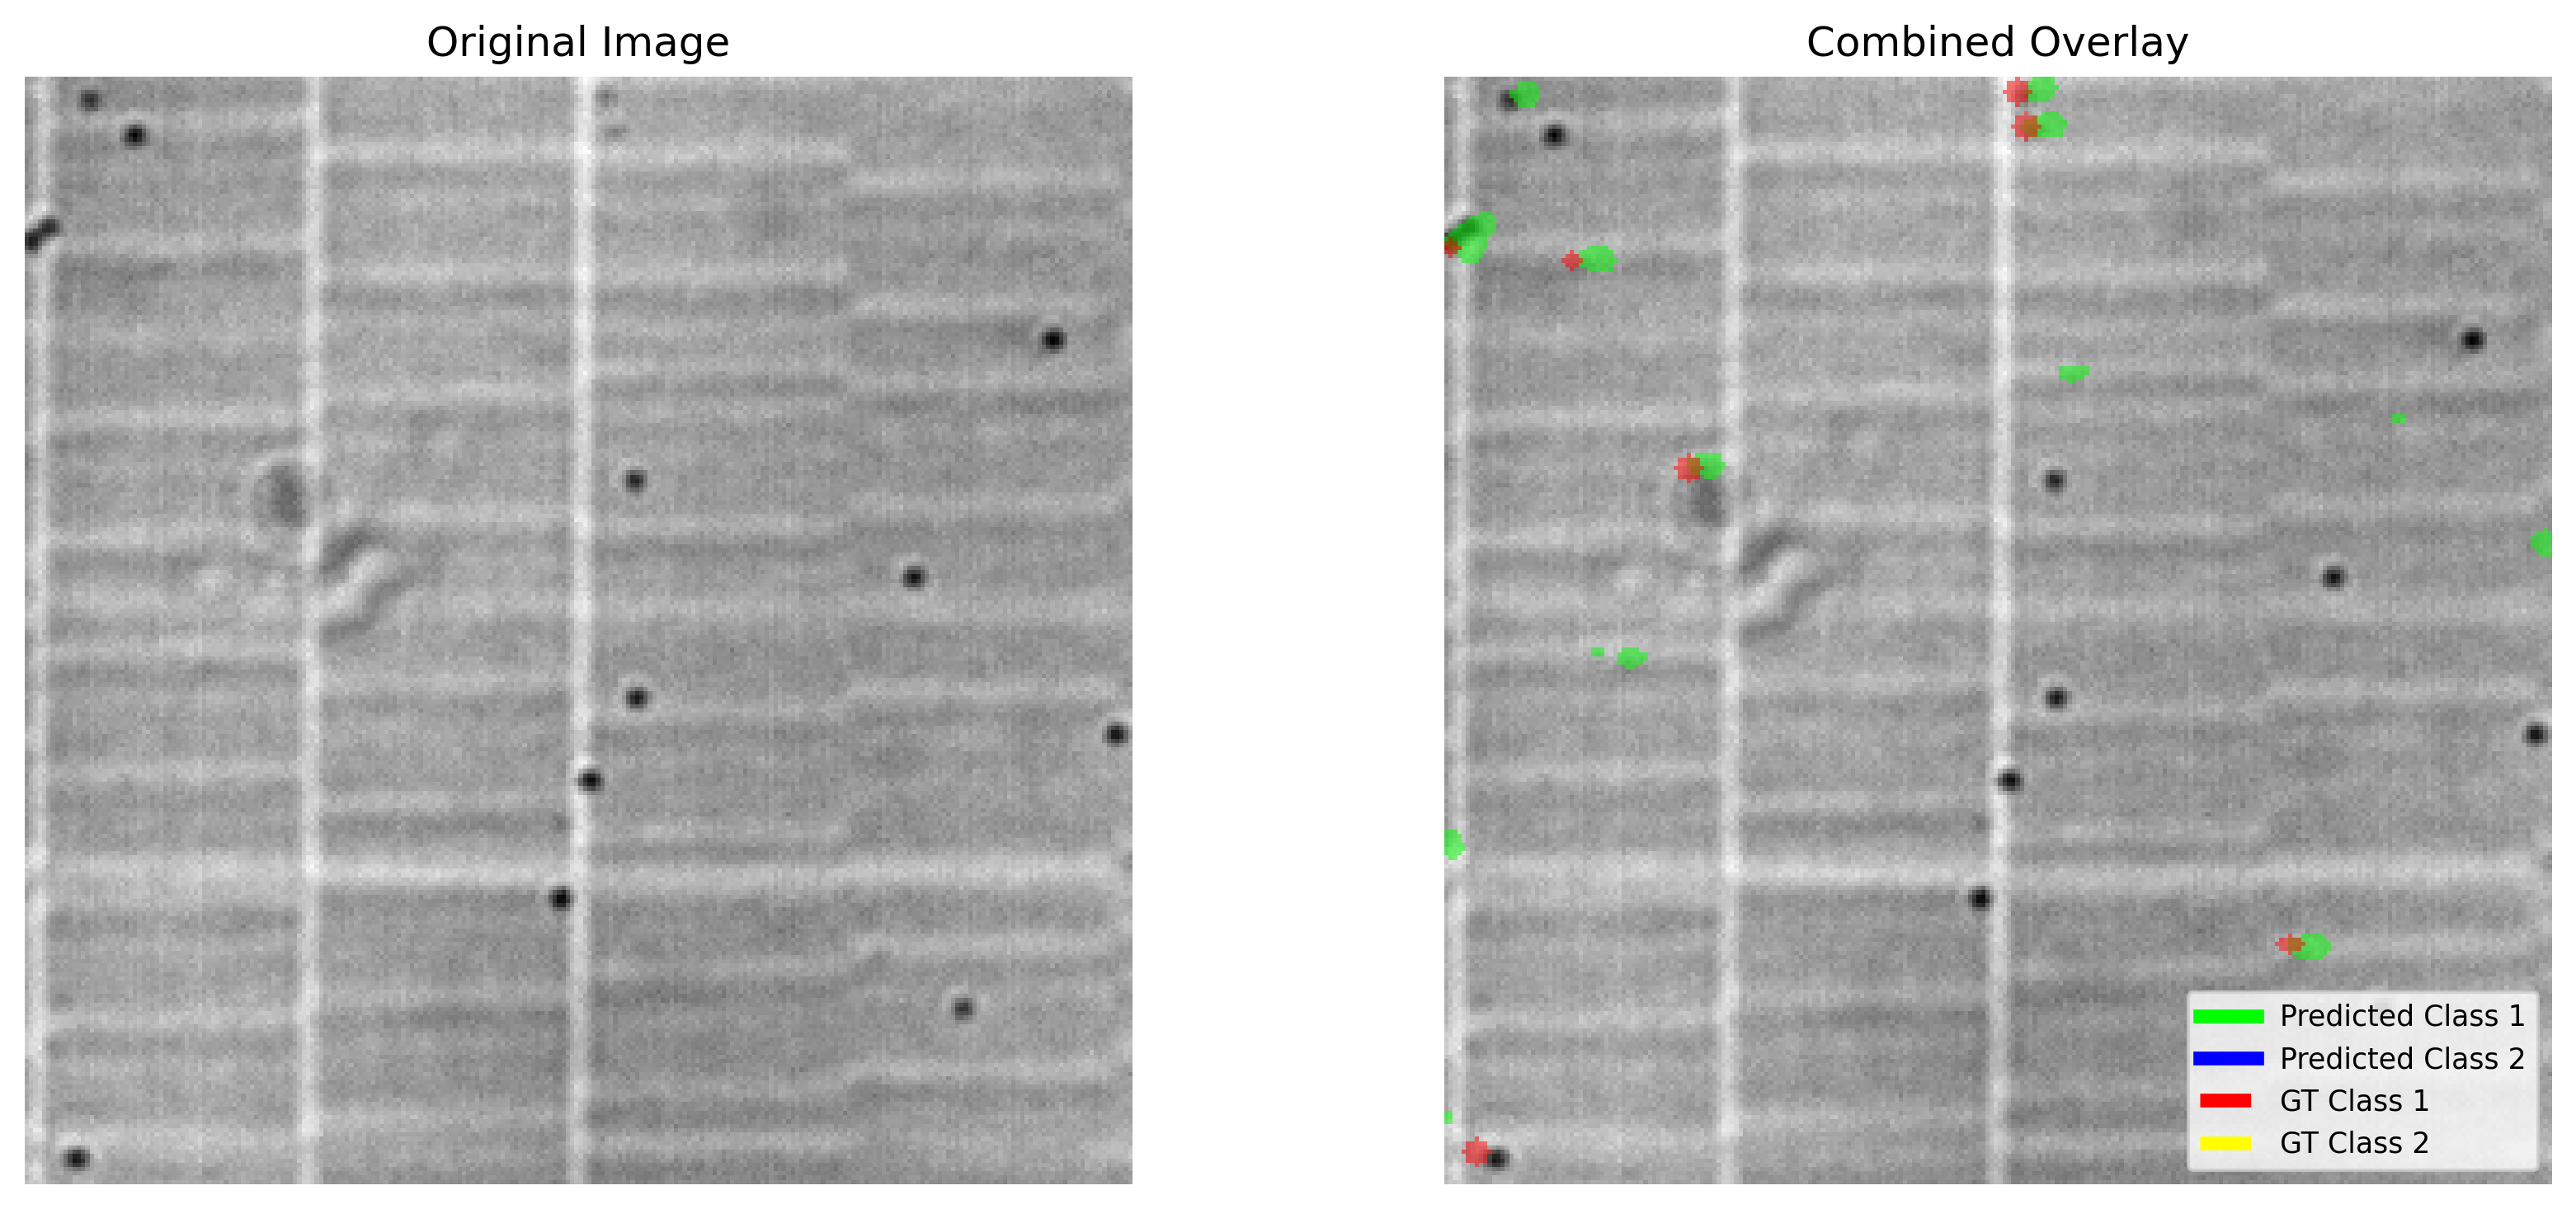 Original Image
Combined Overlay
Predicted Class 1
Predicted Class 2
GT Class 1
GT Class 2